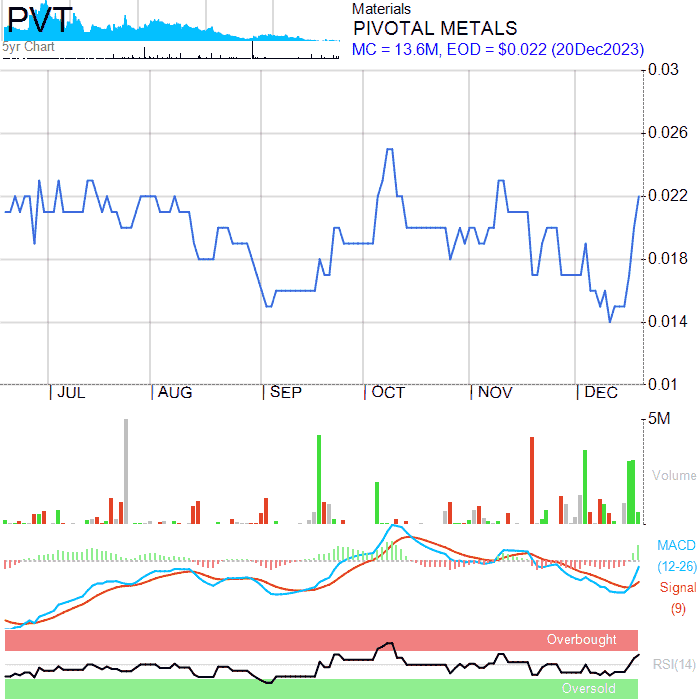 PVT
5yr Chart
Materials
PIVOTAL METALS
MC = 13.6M, EOD = $0.022 (20Dec2023)
0.03
0.026
0.022
0.018
0.014
0.01
JUL AUG SEP OCT NOV DEC
5M
Volume
MACD
(12-26)
Signal
(9)
Overbought
RSI(14)
Oversold